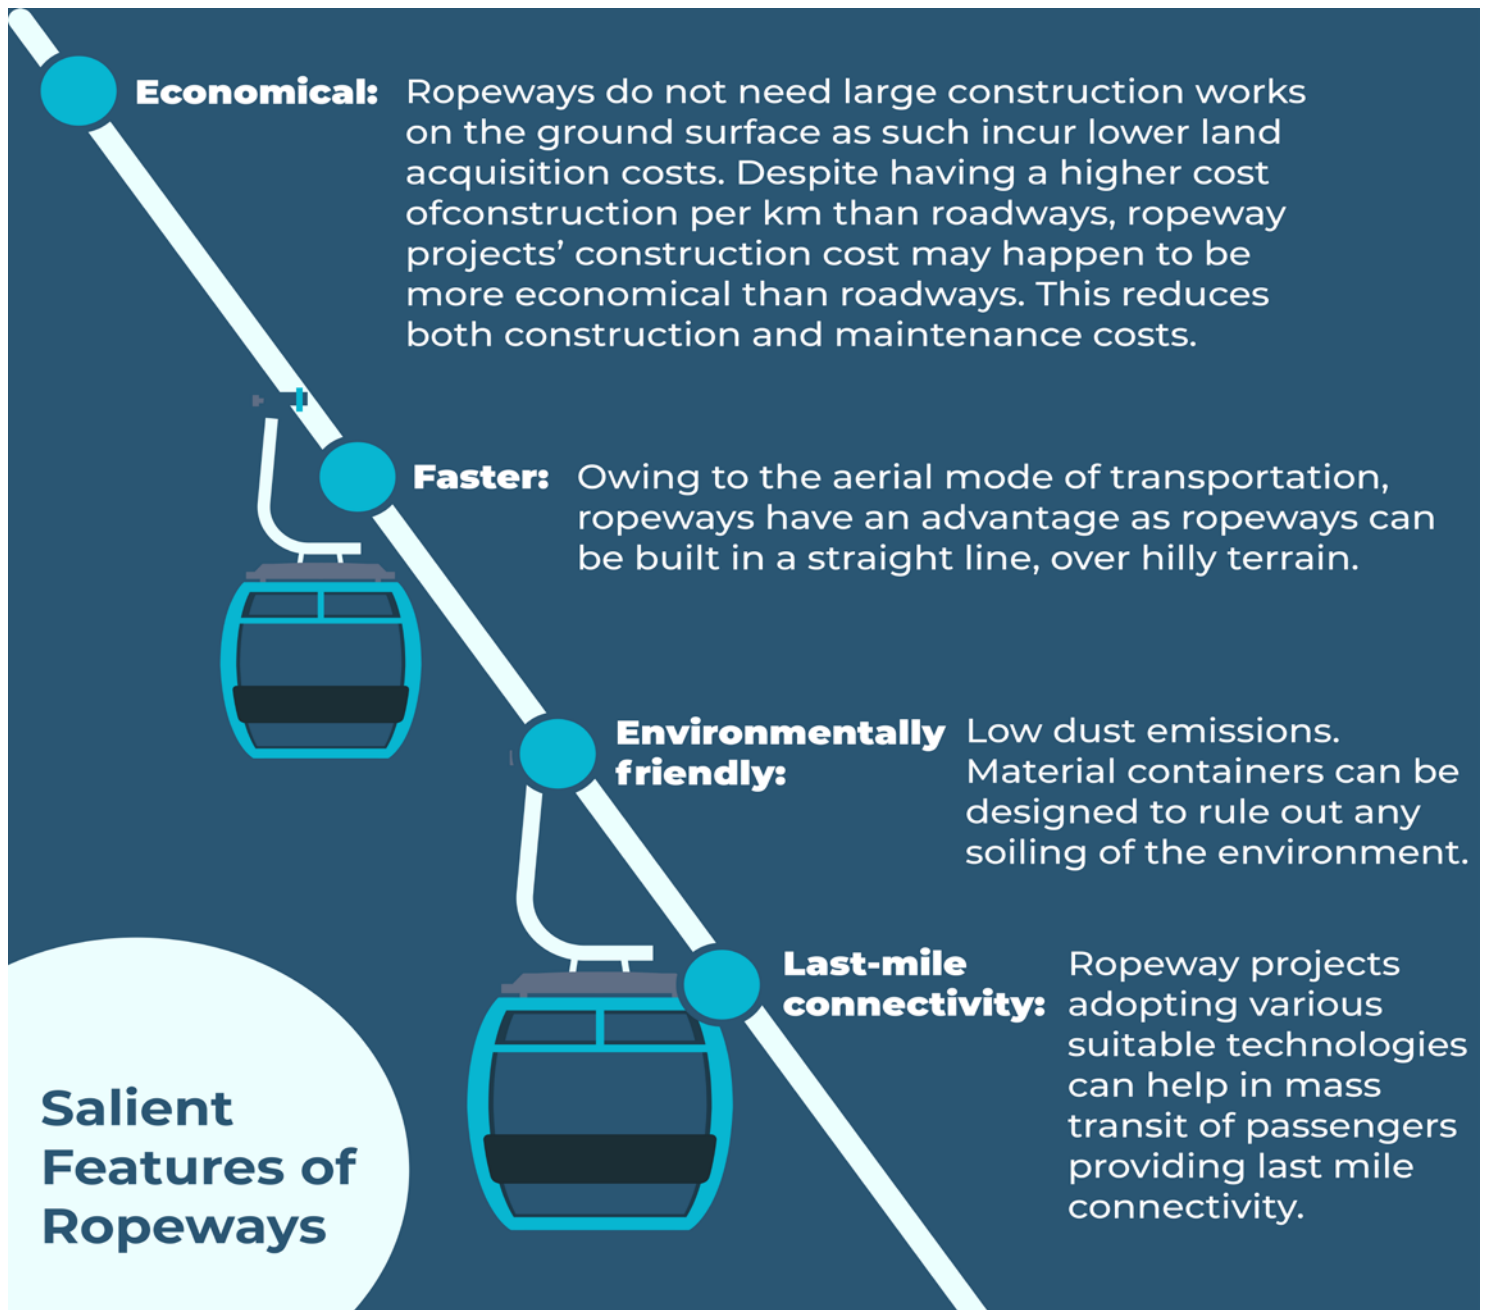 Economical: Ropeways do not need large construction works
on the ground surface as such incur lower land
acquisition costs. Despite having a higher cost
ofconstruction per km than roadways, ropeway
projects’ construction cost may happen to be
more economical than roadways. This reduces
both construction and maintenance costs.
Faster: Owing to the aerial mode of transportation,
ropeways have an advantage as ropeways can
be built in a straight line, over hilly terrain.
Environmentally
friendly:
Low dust emissions.
Material containers can be
designed to rule out any
soiling of the environment.
Last-mile
connectivity:
Ropeway projects
adopting various
suitable technologies
can help in mass
transit of passengers
providing last mile
connectivity.
Salient
Features of
Ropeways